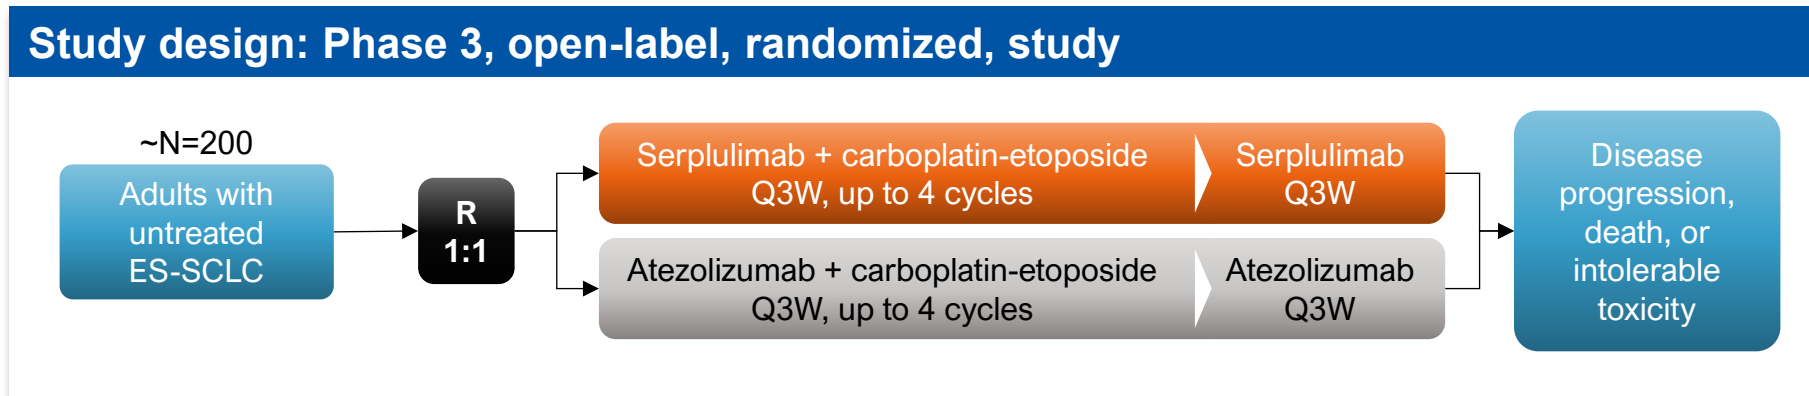 Study design: Phase 3, open-label, randomized, study
~N=200
Adults with
untreated
ES-SCLC
R
1:1
Serplulimab + carboplatin-etoposide
Q3W, up to 4 cycles
Serplulimab
Q3W
Atezolizumab + carboplatin-etoposide
Q3W, up to 4 cycles
Atezolizumab
Q3W
Disease
progression,
death, or
intolerable
toxicity